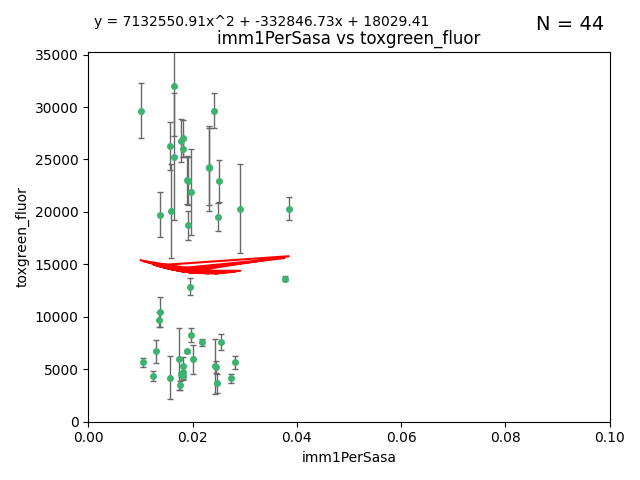 y = 7132550.91x^2 + -332846.73x + 18029.41
N = 44
imm1PerSasa vs toxgreen_fluor
35000
30000
25000
20000
15000
10000
5000
0
toxgreen_fluor
0.00 0.02 0.04 0.06 0.08 0.10
imm1PerSasa